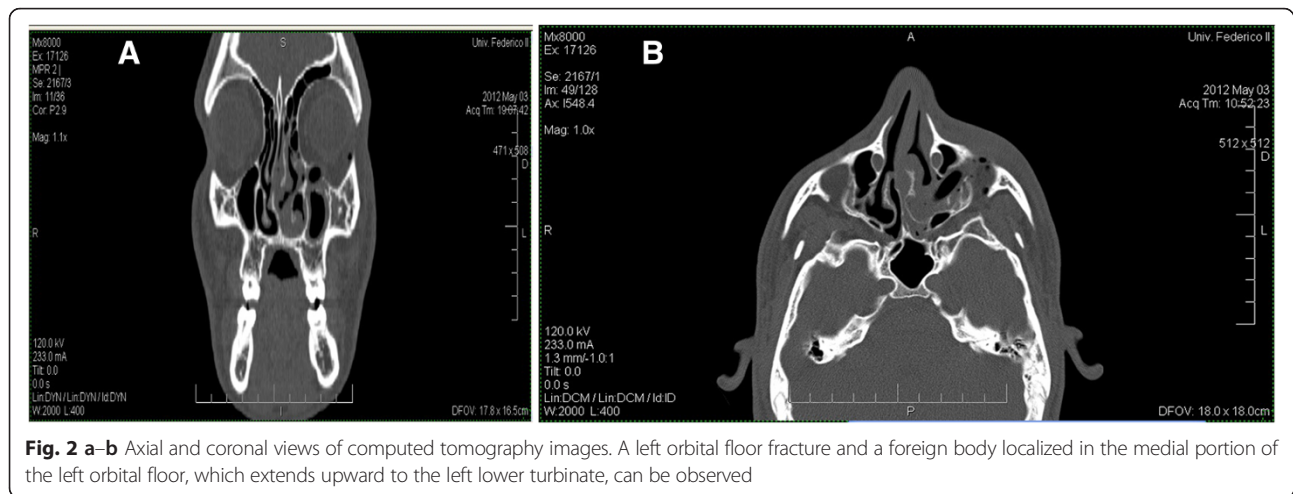 A
S
Mx8000
Ex: 17126
MPR 2 |
Se: 2167/3
Im: 11/36
Cor: P2.9
Mag: 1.1x
Univ. Federico II
2012 May 03
Acq Tm: 19:07:42
471 x 508
D
R
L
120.0 kV
233.0 mA
Tilt: 0.0
0.0 s
Lin:DYN / Lin:DYN / Id:DYN
W:2000 L:400
I
DFOV: 17.8 x 16.5cm
B
A
Mx8000
Ex: 17126
Se: 2167/1
Im: 49/128
Ax: I548.4
Mag: 1.0x
Univ. Federico II
2012 May 03
Acq Tm: 10:52:23
512 x 512
D
R
L
120.0 kV
233.0 mA
1.3 mm/-1.0:1
Tilt: 0.0
0.0 s
Lin:DCM / Lin:DCM / Id:ID
W:2000 L:400
P
DFOV: 18.0 x 18.0cm
Fig. 2 a–b Axial and coronal views of computed tomography images. A left orbital floor fracture and a foreign body localized in the medial portion of
the left orbital floor, which extends upward to the left lower turbinate, can be observed